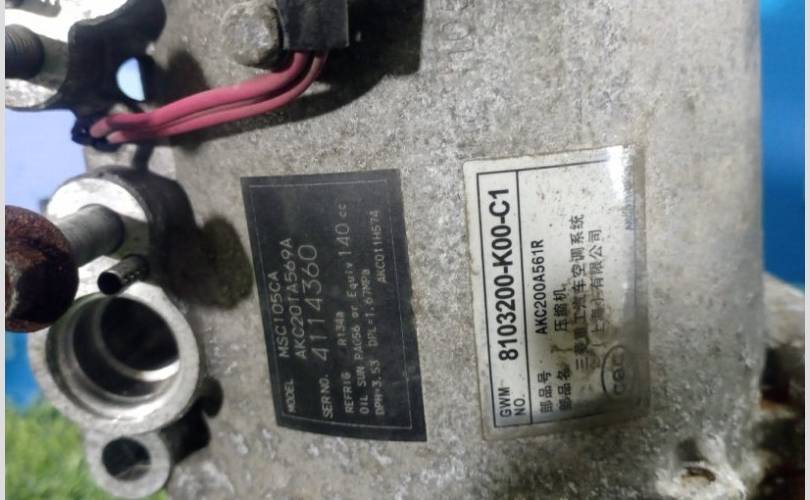 MODEL MSC105CA
AKC201A569A
SER NO. 4114360
REFRIG R134a
OIL SUN PAG56 or Equiv 140 cc
DPH=3.53 DPL=1.67MPa
AKC011H574
GWM NO. 8103200-K00-C1
部品号 AKC200A561R
部品名 压缩机
三菱重工汽车空调系统
(上海)有限公司